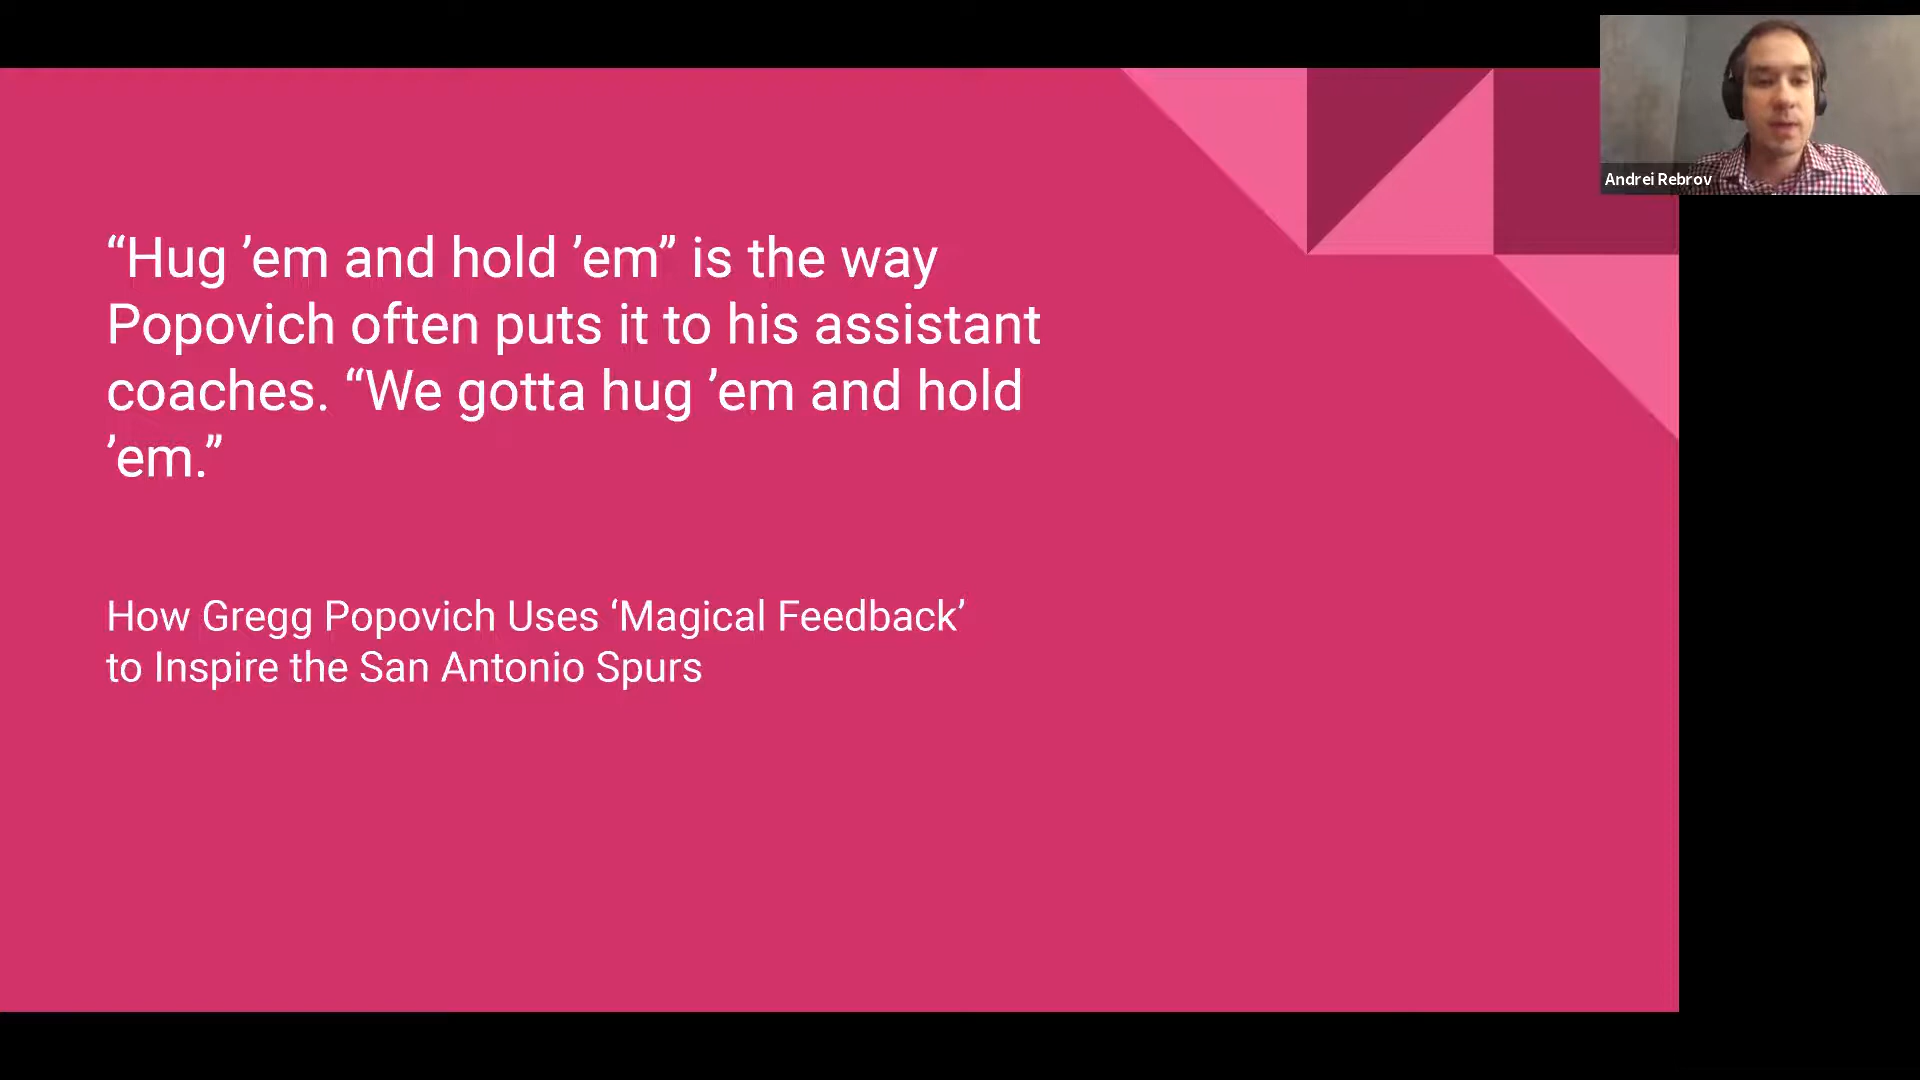 “Hug ’em and hold ’em” is the way
Popovich often puts it to his assistant
coaches. “We gotta hug ’em and hold
’em.”
How Gregg Popovich Uses ‘Magical Feedback’
to Inspire the San Antonio Spurs
Andrei Rebrov